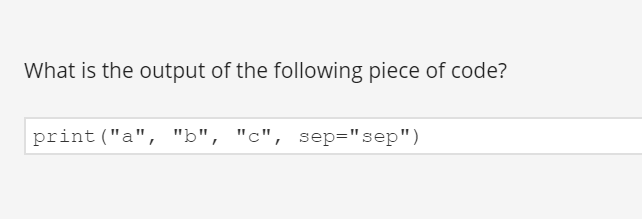 What is the output of the following piece of code?
print("a", "b", "c", sep="sep")